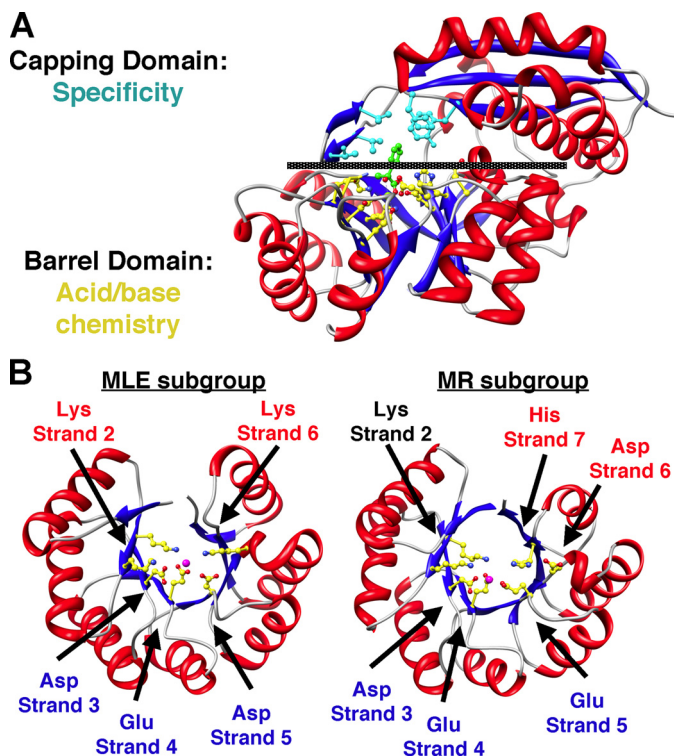 A
Capping Domain:
Specificity
Barrel Domain:
Acid/base
chemistry
B
MLE subgroup
Lys
Strand 2
Lys
Strand 6
Asp
Strand 3
Glu
Strand 4
Asp
Strand 5
MR subgroup
Lys
Strand 2
His
Strand 7
Asp
Strand 6
Asp
Strand 3
Glu
Strand 4
Glu
Strand 5